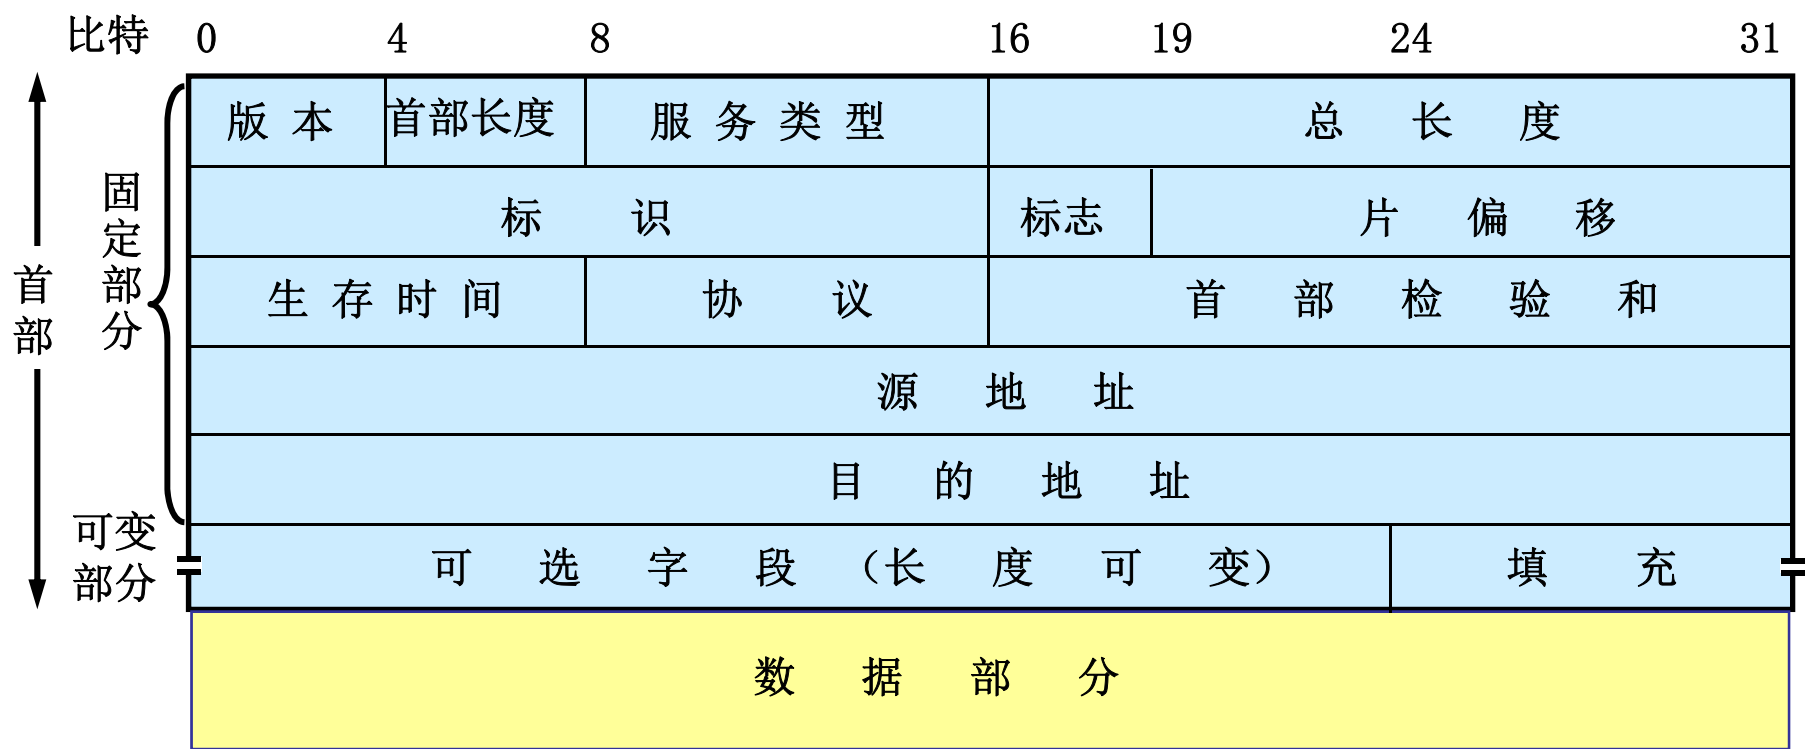 比特 0 4 8 16 19 24 31
版本 首部长度 服务类型 总长度
标识 标志 片偏移
生存时间 协议 首部检验和
源地址
目的地址
可选字段（长度可变） 填充
数据部分
首部
固定部分
可变
部分